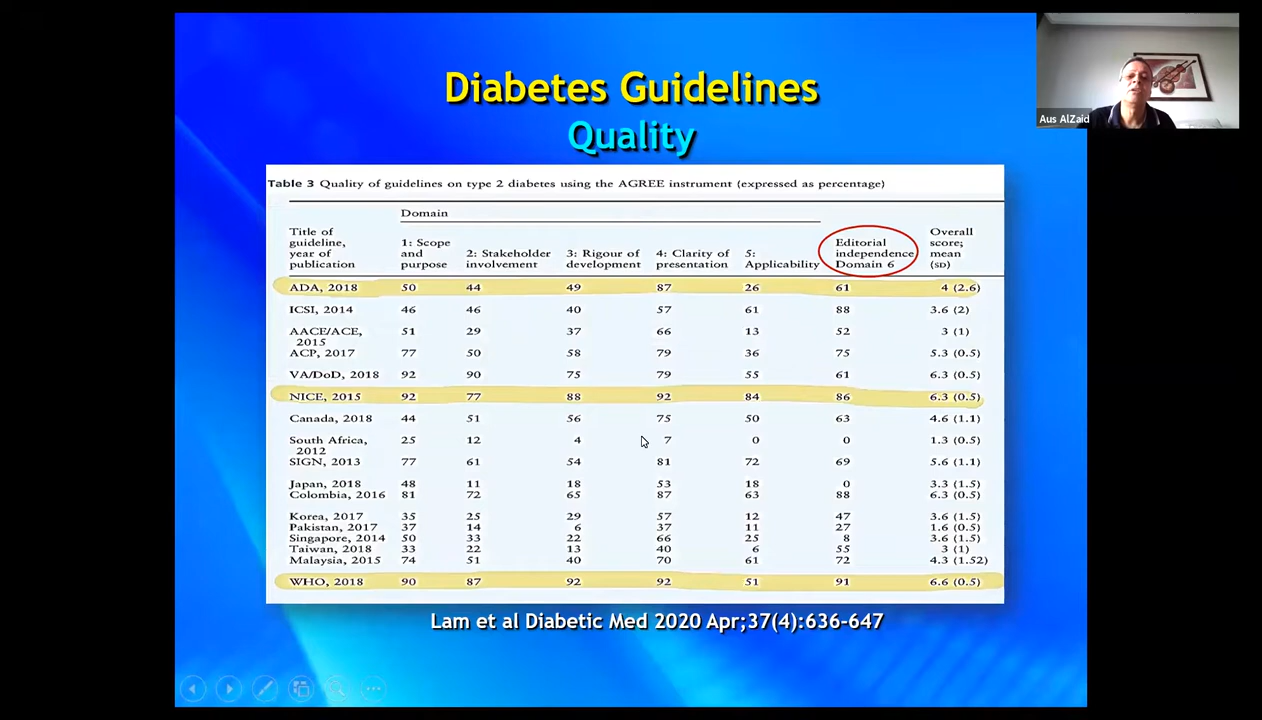 Diabetes Guidelines
Quality
Aus AlZaid
Table 3 Quality of guidelines on type 2 diabetes using the AGREE instrument (expressed as percentage)
Domain
Title of guideline, year of publication 1: Scope and purpose 2: Stakeholder involvement 3: Rigour of development 4: Clarity of presentation 5: Applicability Editorial independence Domain 6 Overall score; mean (SD)
ADA, 2018 50 44 49 87 26 61 4 (2.6)
ICSI, 2014 46 46 40 57 61 88 3.6 (2)
AACE/ACE, 2015 51 29 37 66 13 52 3 (1)
ACP, 2017 77 50 58 79 36 75 5.3 (0.5)
VA/DoD, 2018 92 90 75 79 55 61 6.3 (0.5)
NICE, 2015 92 77 88 92 84 86 6.3 (0.5)
Canada, 2018 44 51 56 75 50 63 4.6 (1.1)
South Africa, 2012 25 12 4 7 0 0 1.3 (0.5)
SIGN, 2013 77 61 54 81 72 69 5.6 (1.1)
Japan, 2018 48 11 18 53 18 0 3.3 (1.5)
Colombia, 2016 81 72 65 87 63 88 6.3 (0.5)
Korea, 2017 35 25 29 57 12 47 3.6 (1.5)
Pakistan, 2017 37 14 6 37 11 27 1.6 (0.5)
Singapore, 2014 50 33 22 66 25 8 3.6 (1.5)
Taiwan, 2018 33 22 13 40 6 55 3 (1)
Malaysia, 2015 74 51 40 70 61 72 4.3 (1.52)
WHO, 2018 90 87 92 92 51 91 6.6 (0.5)
Lam et al Diabetic Med 2020 Apr;37(4):636-647